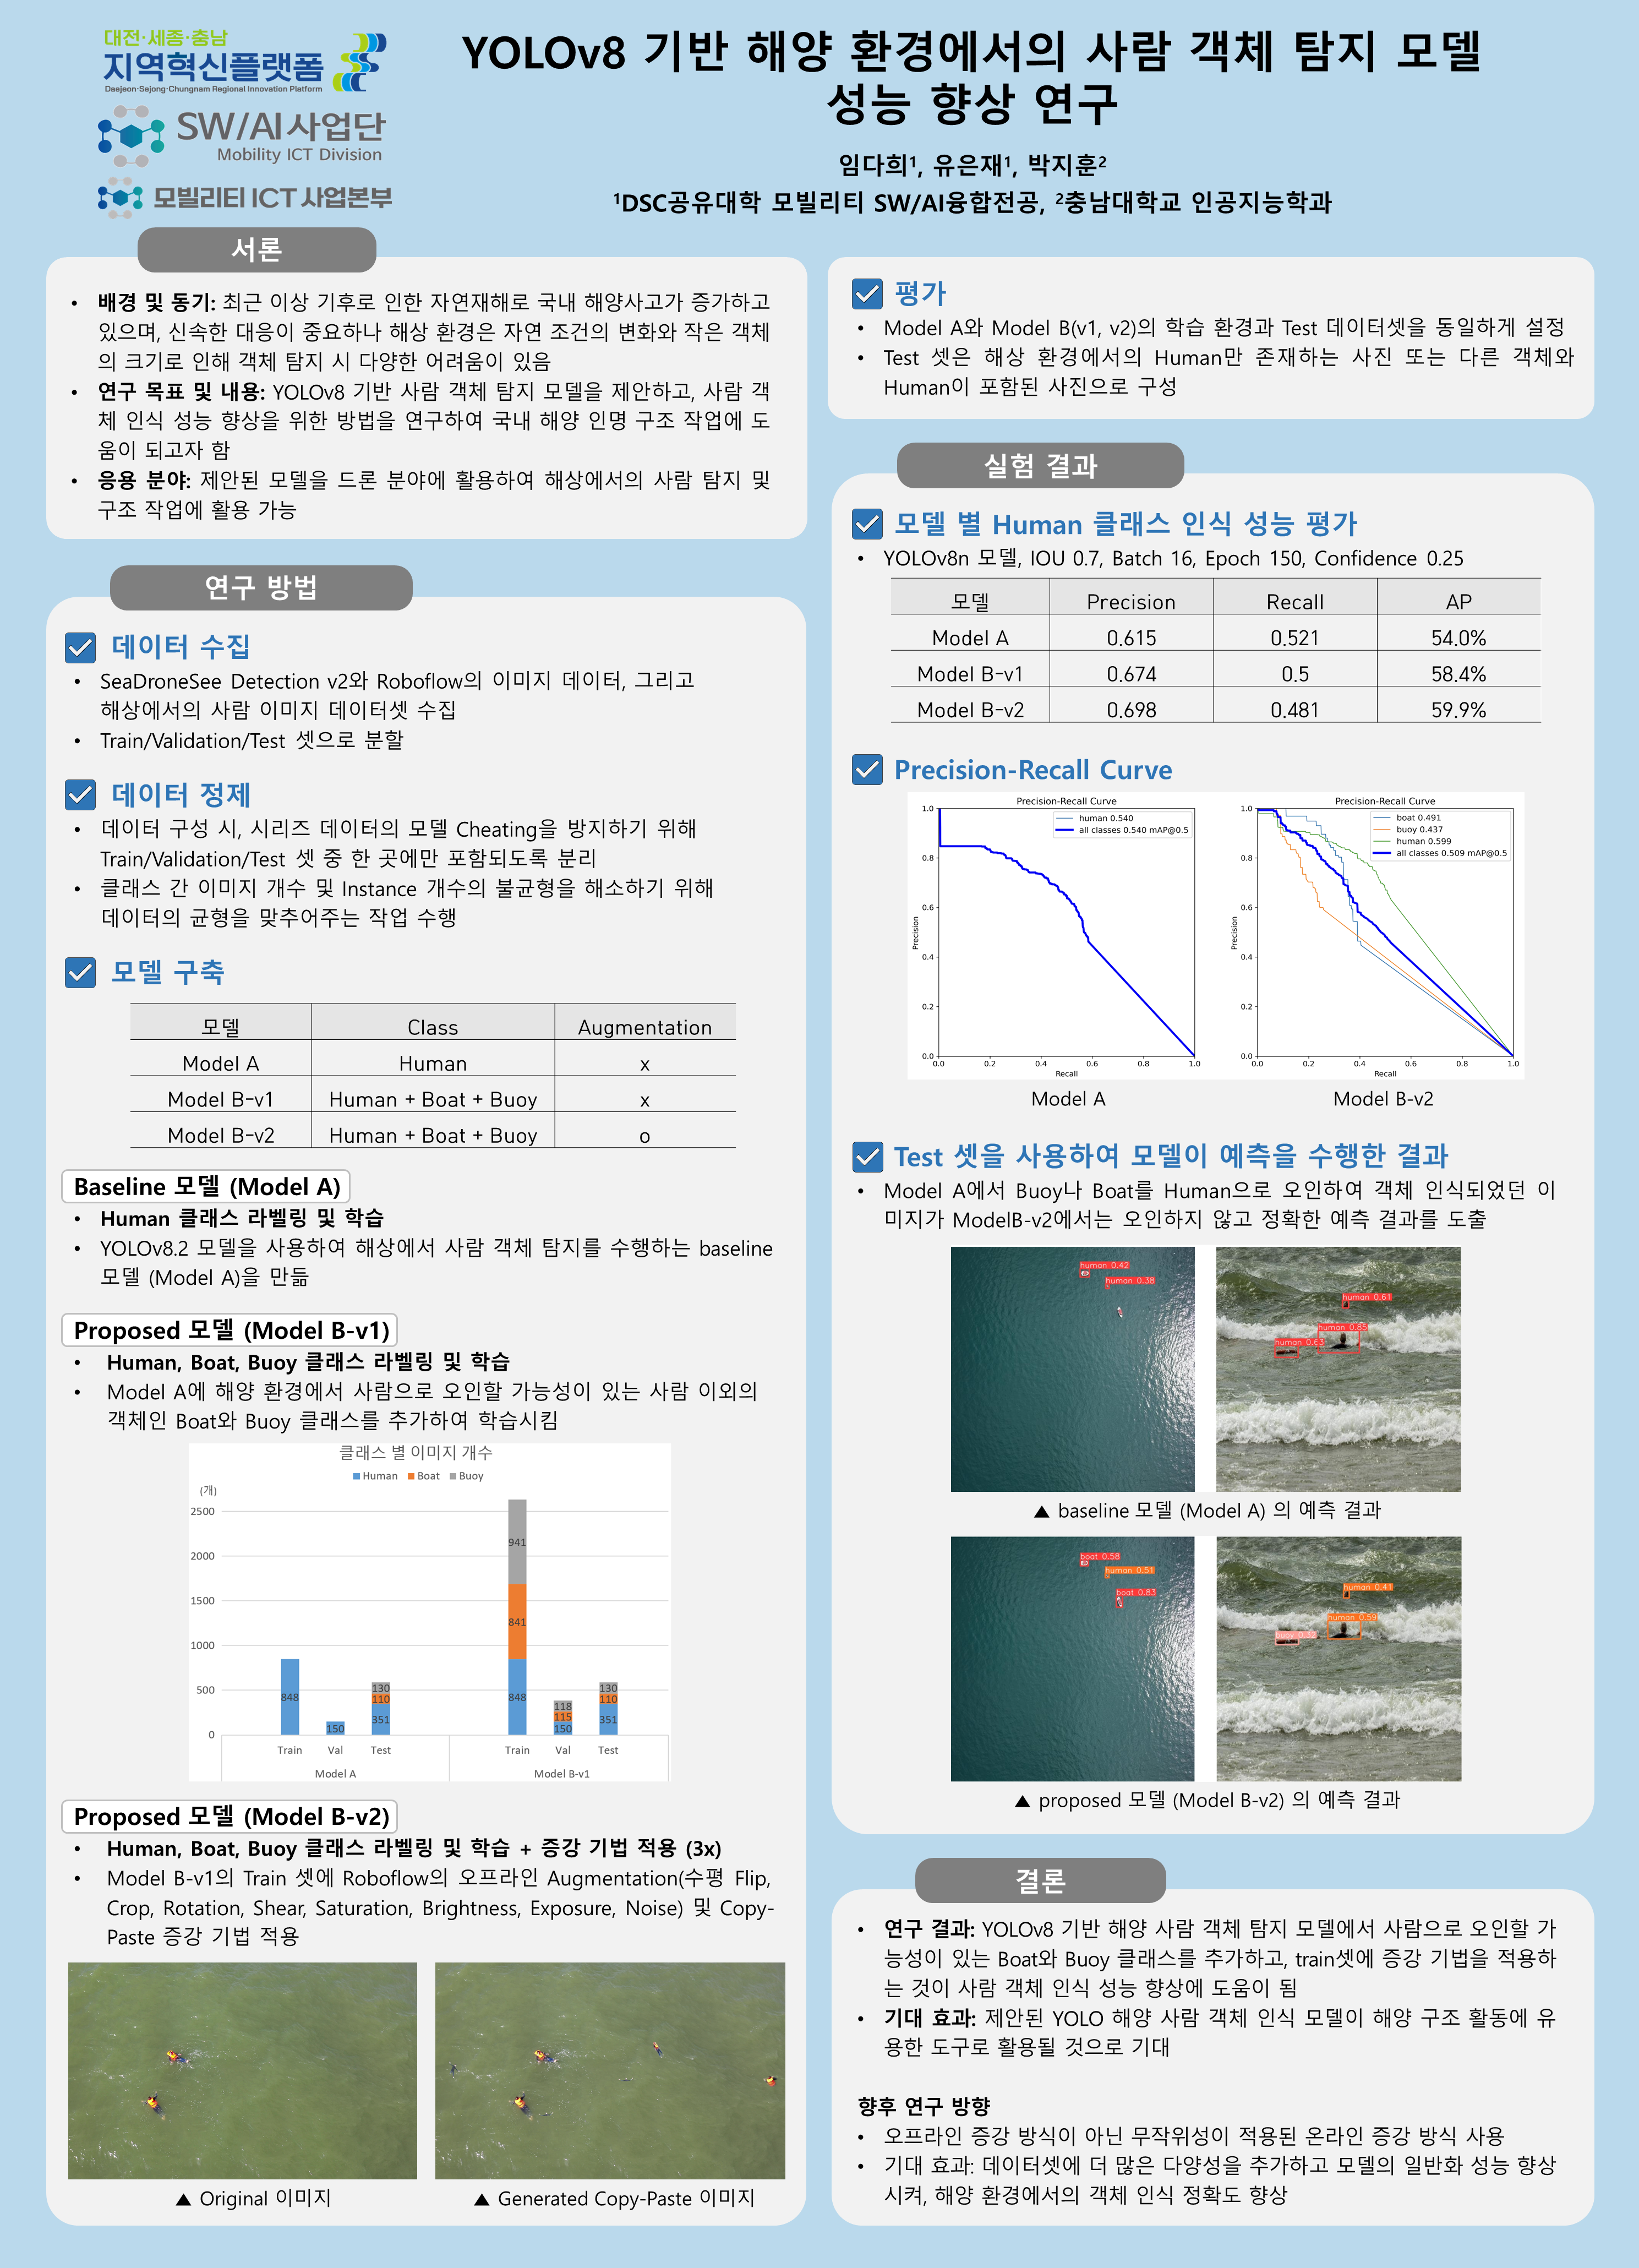 대전·세종·충남
지역혁신플랫폼
Daejeon·Sejong·Chungnam Regional Innovation Platform
SW/AI사업단
Mobility ICT Division
모빌리티 ICT 사업본부
YOLOv8 기반 해양 환경에서의 사람 객체 탐지 모델
성능 향상 연구
임다희¹, 유은재¹, 박지훈²
¹DSC공유대학 모빌리티 SW/AI융합전공, ²충남대학교 인공지능학과
서론
• 배경 및 동기: 최근 이상 기후로 인한 자연재해로 국내 해양사고가 증가하고
있으며, 신속한 대응이 중요하나 해상 환경은 자연 조건의 변화와 작은 객체
의 크기로 인해 객체 탐지 시 다양한 어려움이 있음
• 연구 목표 및 내용: YOLOv8 기반 사람 객체 탐지 모델을 제안하고, 사람 객
체 인식 성능 향상을 위한 방법을 연구하여 국내 해양 인명 구조 작업에 도
움이 되고자 함
• 응용 분야: 제안된 모델을 드론 분야에 활용하여 해상에서의 사람 탐지 및
구조 작업에 활용 가능
연구 방법
데이터 수집
• SeaDroneSee Detection v2와 Roboflow의 이미지 데이터, 그리고
해상에서의 사람 이미지 데이터셋 수집
• Train/Validation/Test 셋으로 분할
데이터 정제
• 데이터 구성 시, 시리즈 데이터의 모델 Cheating을 방지하기 위해
Train/Validation/Test 셋 중 한 곳에만 포함되도록 분리
• 클래스 간 이미지 개수 및 Instance 개수의 불균형을 해소하기 위해
데이터의 균형을 맞추어주는 작업 수행
모델 구축
모델 Class Augmentation
Model A Human x
Model B-v1 Human + Boat + Buoy x
Model B-v2 Human + Boat + Buoy o
Baseline 모델 (Model A)
• Human 클래스 라벨링 및 학습
• YOLOv8.2 모델을 사용하여 해상에서 사람 객체 탐지를 수행하는 baseline
모델 (Model A)을 만듦
Proposed 모델 (Model B-v1)
• Human, Boat, Buoy 클래스 라벨링 및 학습
• Model A에 해양 환경에서 사람으로 오인할 가능성이 있는 사람 이외의
객체인 Boat와 Buoy 클래스를 추가하여 학습시킴
클래스 별 이미지 개수
Human Boat Buoy
(개)
2500
2000
1500
1000
500
0
848
150
130
110
351
941
841
848
118
115
150
130
110
351
Train Val Test Train Val Test
Model A Model B-v1
Proposed 모델 (Model B-v2)
• Human, Boat, Buoy 클래스 라벨링 및 학습 + 증강 기법 적용 (3x)
• Model B-v1의 Train 셋에 Roboflow의 오프라인 Augmentation(수평 Flip,
Crop, Rotation, Shear, Saturation, Brightness, Exposure, Noise) 및 Copy-
Paste 증강 기법 적용
▲ Original 이미지
▲ Generated Copy-Paste 이미지
평가
• Model A와 Model B(v1, v2)의 학습 환경과 Test 데이터셋을 동일하게 설정
• Test 셋은 해상 환경에서의 Human만 존재하는 사진 또는 다른 객체와
Human이 포함된 사진으로 구성
실험 결과
모델 별 Human 클래스 인식 성능 평가
• YOLOv8n 모델, IOU 0.7, Batch 16, Epoch 150, Confidence 0.25
모델 Precision Recall AP
Model A 0.615 0.521 54.0%
Model B-v1 0.674 0.5 58.4%
Model B-v2 0.698 0.481 59.9%
Precision-Recall Curve
Precision-Recall Curve
human 0.540
all classes 0.540 mAP@0.5
1.0
0.8
0.6
0.4
0.2
0.0
Precision
0.0 0.2 0.4 0.6 0.8 1.0
Recall
Model A
Precision-Recall Curve
boat 0.491
buoy 0.437
human 0.599
all classes 0.509 mAP@0.5
1.0
0.8
0.6
0.4
0.2
0.0
Precision
0.0 0.2 0.4 0.6 0.8 1.0
Recall
Model B-v2
Test 셋을 사용하여 모델이 예측을 수행한 결과
• Model A에서 Buoy나 Boat를 Human으로 오인하여 객체 인식되었던 이
미지가 ModelB-v2에서는 오인하지 않고 정확한 예측 결과를 도출
human 0.42
human 0.38
human 0.61
human 0.85
human 0.63
▲ baseline 모델 (Model A) 의 예측 결과
boat 0.58
human 0.51
boat 0.83
human 0.41
human 0.59
buoy 0.32
▲ proposed 모델 (Model B-v2) 의 예측 결과
결론
• 연구 결과: YOLOv8 기반 해양 사람 객체 탐지 모델에서 사람으로 오인할 가
능성이 있는 Boat와 Buoy 클래스를 추가하고, train셋에 증강 기법을 적용하
는 것이 사람 객체 인식 성능 향상에 도움이 됨
• 기대 효과: 제안된 YOLO 해양 사람 객체 인식 모델이 해양 구조 활동에 유
용한 도구로 활용될 것으로 기대
향후 연구 방향
• 오프라인 증강 방식이 아닌 무작위성이 적용된 온라인 증강 방식 사용
• 기대 효과: 데이터셋에 더 많은 다양성을 추가하고 모델의 일반화 성능 향상
시켜, 해양 환경에서의 객체 인식 정확도 향상